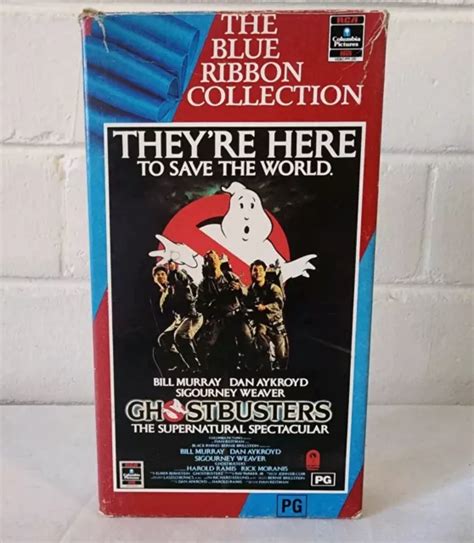 THE
BLUE
RIBBON
COLLECTION
RCA
Columbia
Pictures
THEY'RE HERE
TO SAVE THE WORLD.
BILL MURRAY DAN AYKROYD
SIGOURNEY WEAVER
GHOSTBUSTERS
THE SUPERNATURAL SPECTACULAR
BILL MURRAY DAN AYKROYD
SIGOURNEY WEAVER
GHOSTBUSTERS
HAROLD RAMIS RICK MORANIS
PG
PG